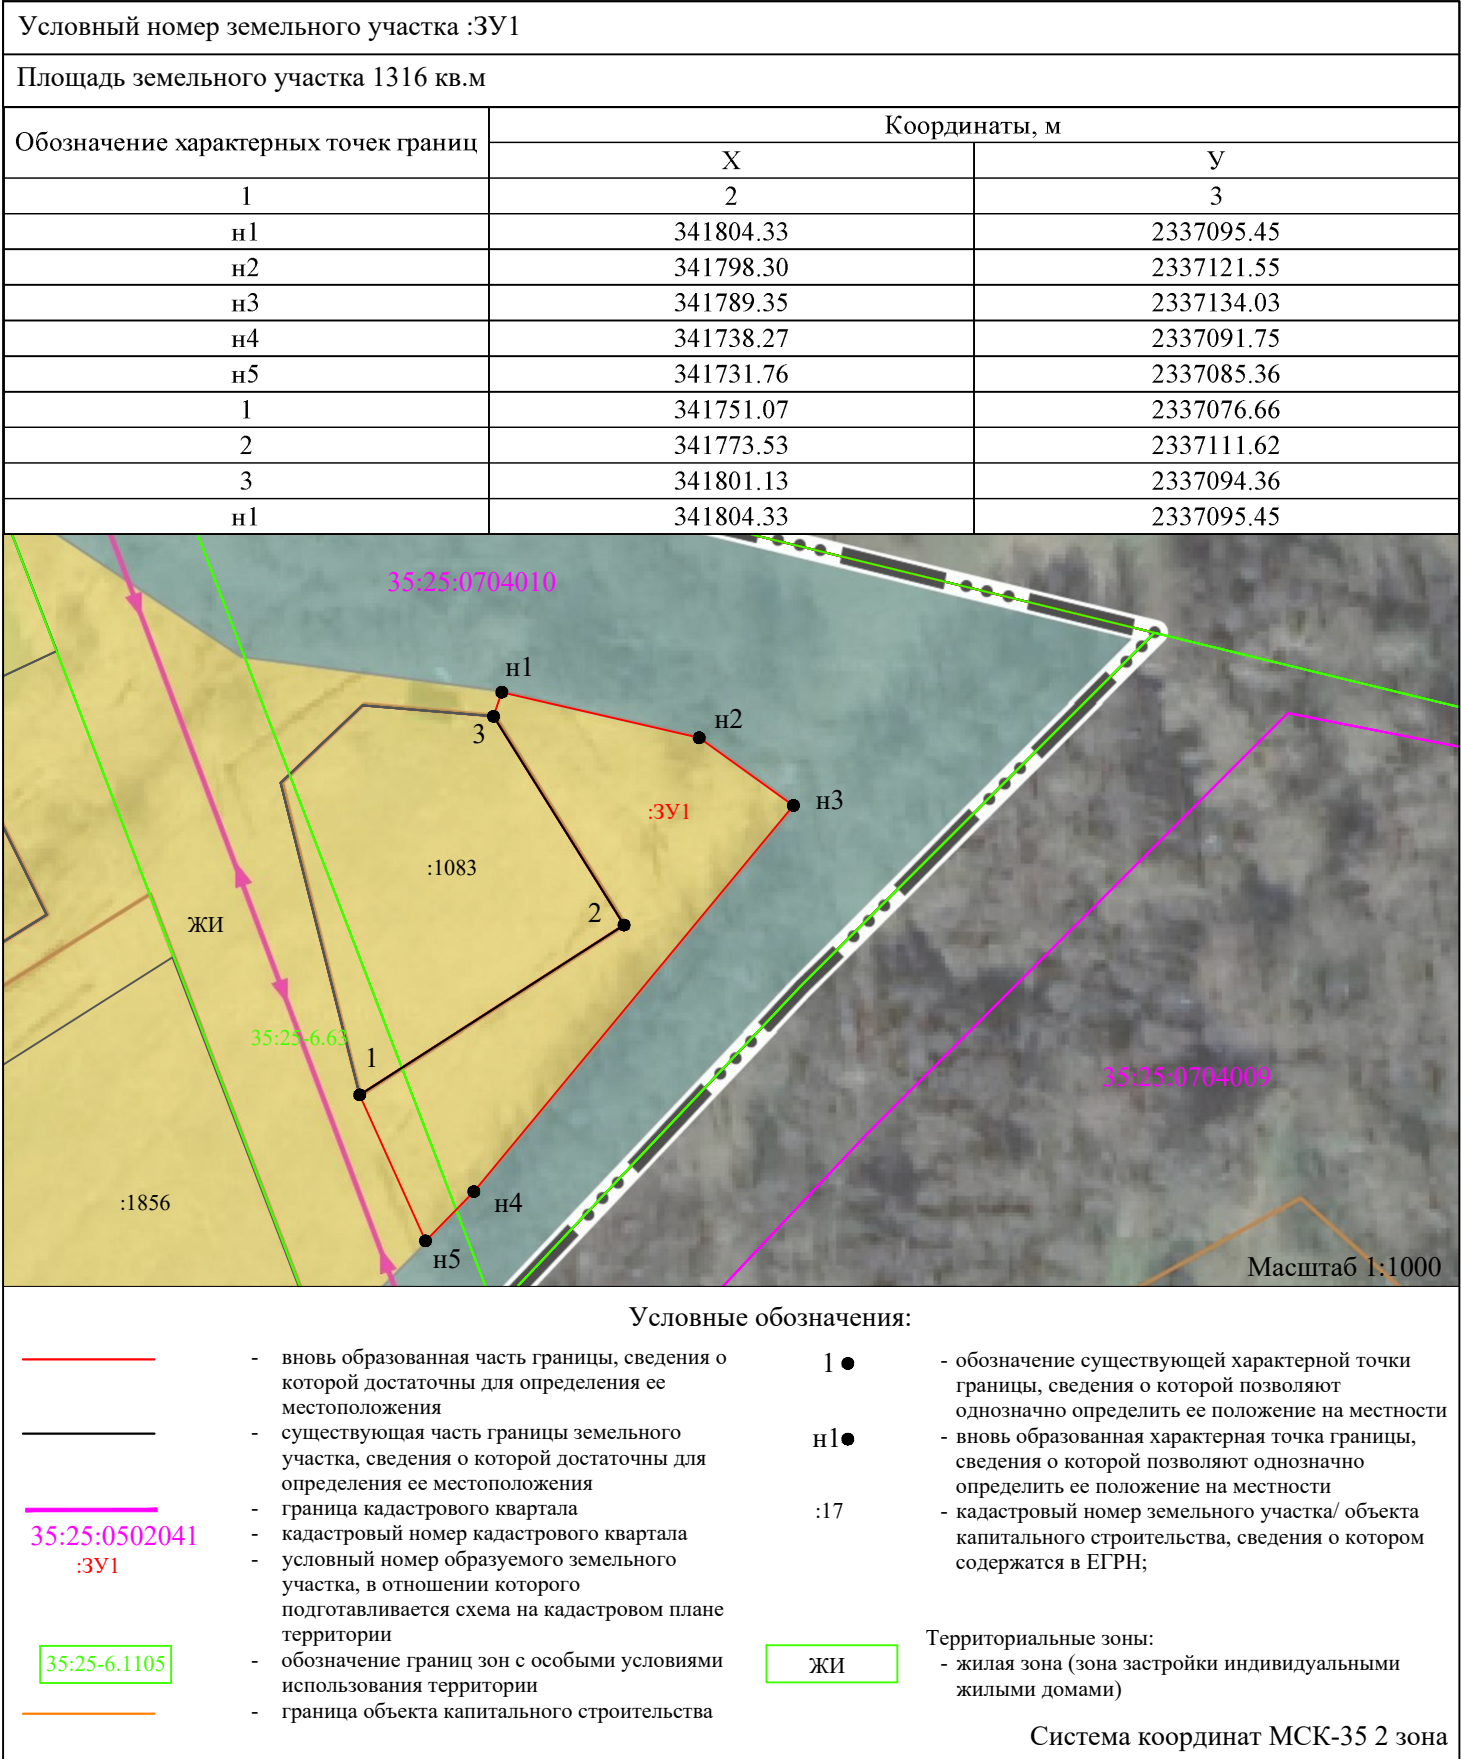 Условный номер земельного участка :ЗУ1
Площадь земельного участка 1316 кв.м
Обозначение характерных точек границ
Координаты, м
Х
У
1 2 3
н1 341804.33 2337095.45
н2 341798.30 2337121.55
н3 341789.35 2337134.03
н4 341738.27 2337091.75
н5 341731.76 2337085.36
1 341751.07 2337076.66
2 341773.53 2337111.62
3 341801.13 2337094.36
н1 341804.33 2337095.45
35:25:0704010
н1
н2
3
н3
:ЗУ1
:1083
2
ЖИ
35:25-6.63
1
35:25:0704009
:1856
н4
н5
Масштаб 1:1000
Условные обозначения:
- вновь образованная часть границы, сведения о
которой достаточны для определения ее
местоположения
- существующая часть границы земельного
участка, сведения о которой достаточны для
определения ее местоположения
- граница кадастрового квартала
35:25:0502041 - кадастровый номер кадастрового квартала
:ЗУ1 - условный номер образуемого земельного
участка, в отношении которого
подготавливается схема на кадастровом плане
территории
35:25-6.1105 - обозначение границ зон с особыми условиями
использования территории
- граница объекта капитального строительства
1 - обозначение существующей характерной точки
границы, сведения о которой позволяют
однозначно определить ее положение на местности
н1 - вновь образованная характерная точка границы,
сведения о которой позволяют однозначно
определить ее положение на местности
:17 - кадастровый номер земельного участка/ объекта
капитального строительства, сведения о котором
содержатся в ЕГРН;
Территориальные зоны:
ЖИ - жилая зона (зона застройки индивидуальными
жилыми домами)
Система координат МСК-35 2 зона